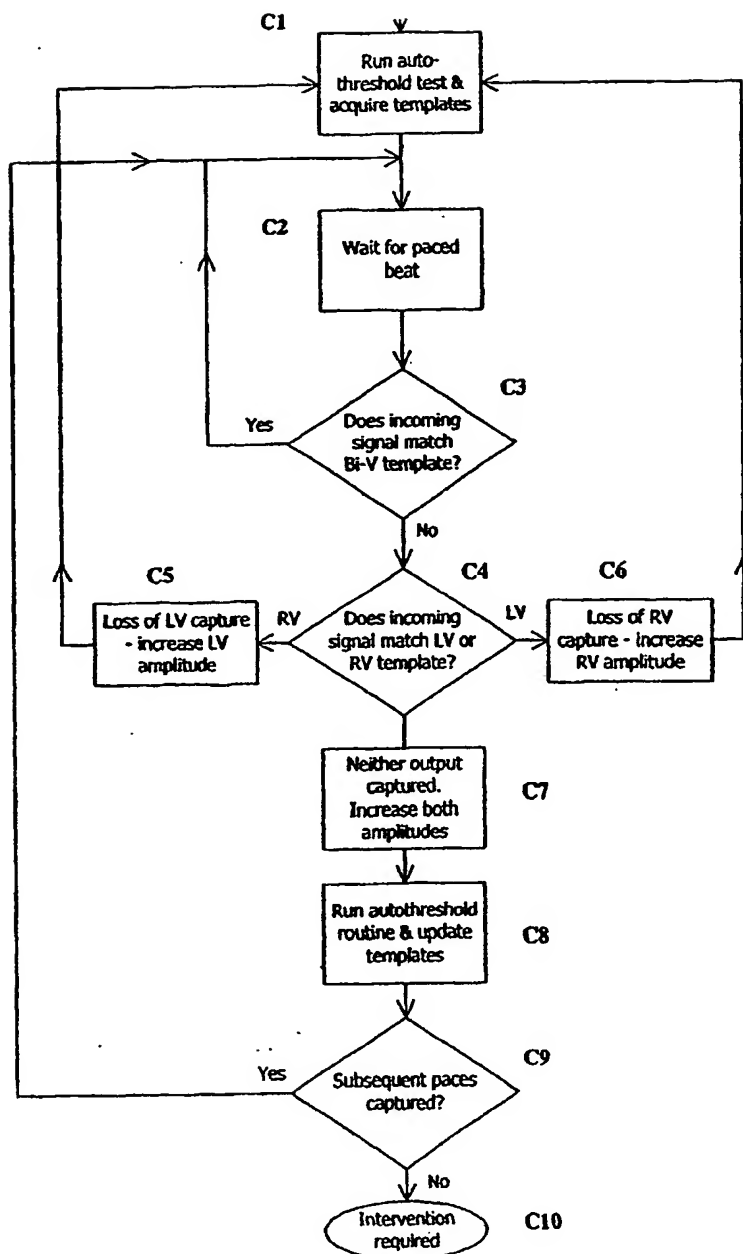 C1
Run auto-
threshold test &
acquire templates
C2
Wait for paced
beat
C3
Yes
Does incoming
signal match
Bi-V template?
No
C5
C4
C6
Loss of LV capture
- increase LV
amplitude
RV
Does incoming
signal match LV or
RV template?
LV
Loss of RV
capture - increase
RV amplitude
Neither output
captured.
Increase both
amplitudes
C7
Run autothreshold
routine & update
templates
C8
C9
Yes
Subsequent paces
captured?
No
Intervention
required
C10